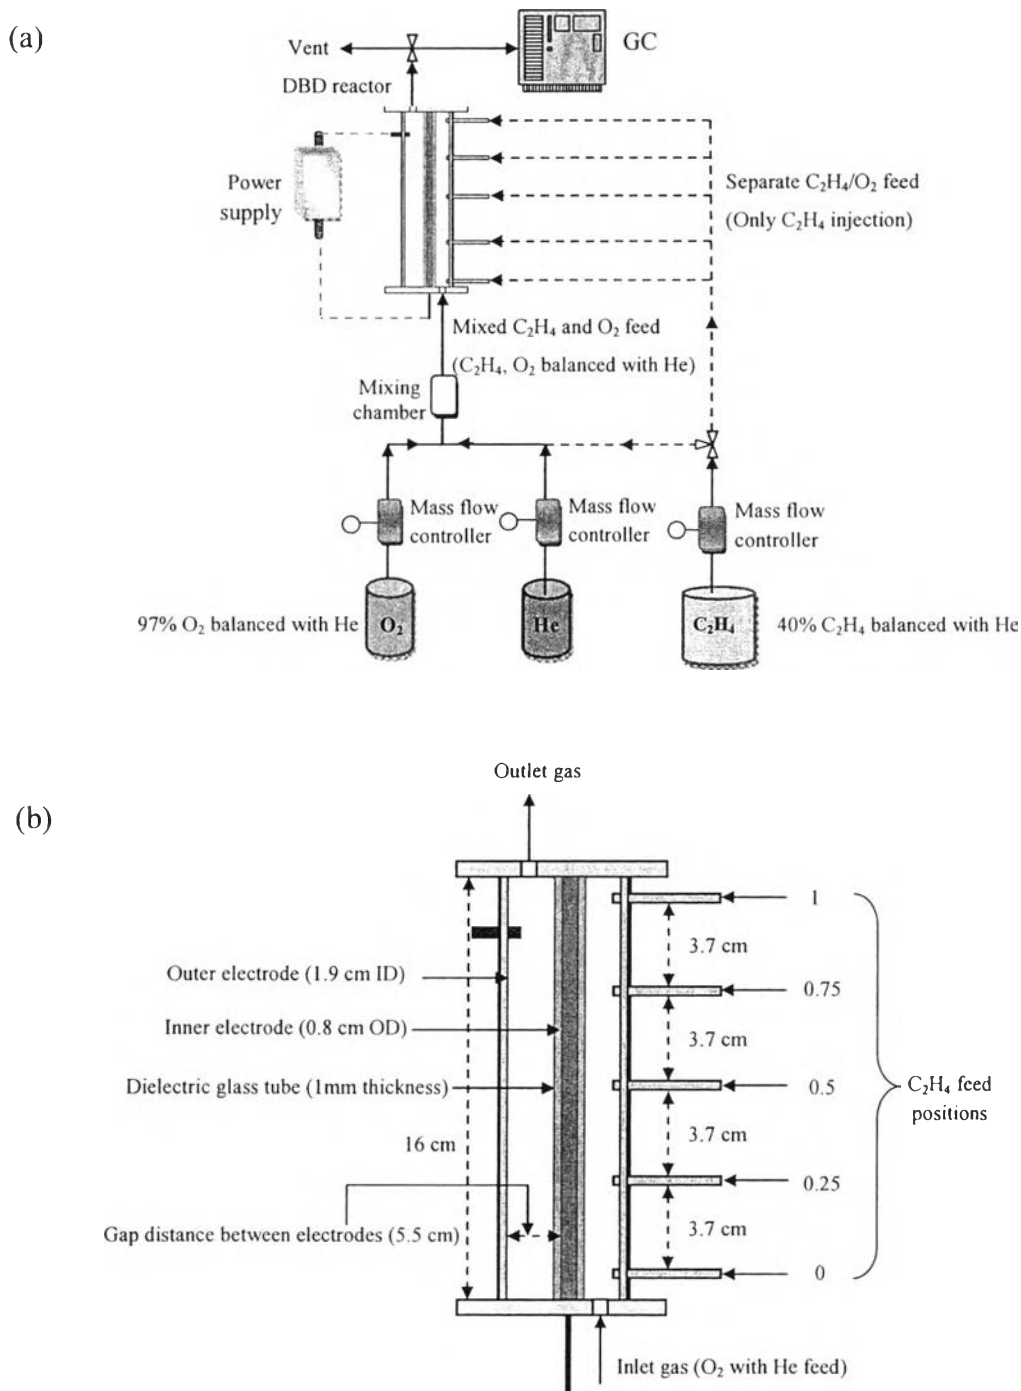 (a)
Vent
GC
DBD reactor
Power
supply
Separate C₂H₄/O₂ feed
(Only C₂H₄ injection)
Mixed C₂H₄ and O₂ feed
(C₂H₄, O₂ balanced with He)
Mixing
chamber
Mass flow
controller
Mass flow
controller
Mass flow
controller
97% O₂ balanced with He
O₂
He
C₂H₄
40% C₂H₄ balanced with He
(b)
Outlet gas
1
3.7 cm
Outer electrode (1.9 cm ID)
0.75
Inner electrode (0.8 cm OD)
3.7 cm
Dielectric glass tube (1mm thickness)
0.5
C₂H₄ feed
positions
16 cm
3.7 cm
0.25
Gap distance between electrodes (5.5 cm)
3.7 cm
0
Inlet gas (O₂ with He feed)